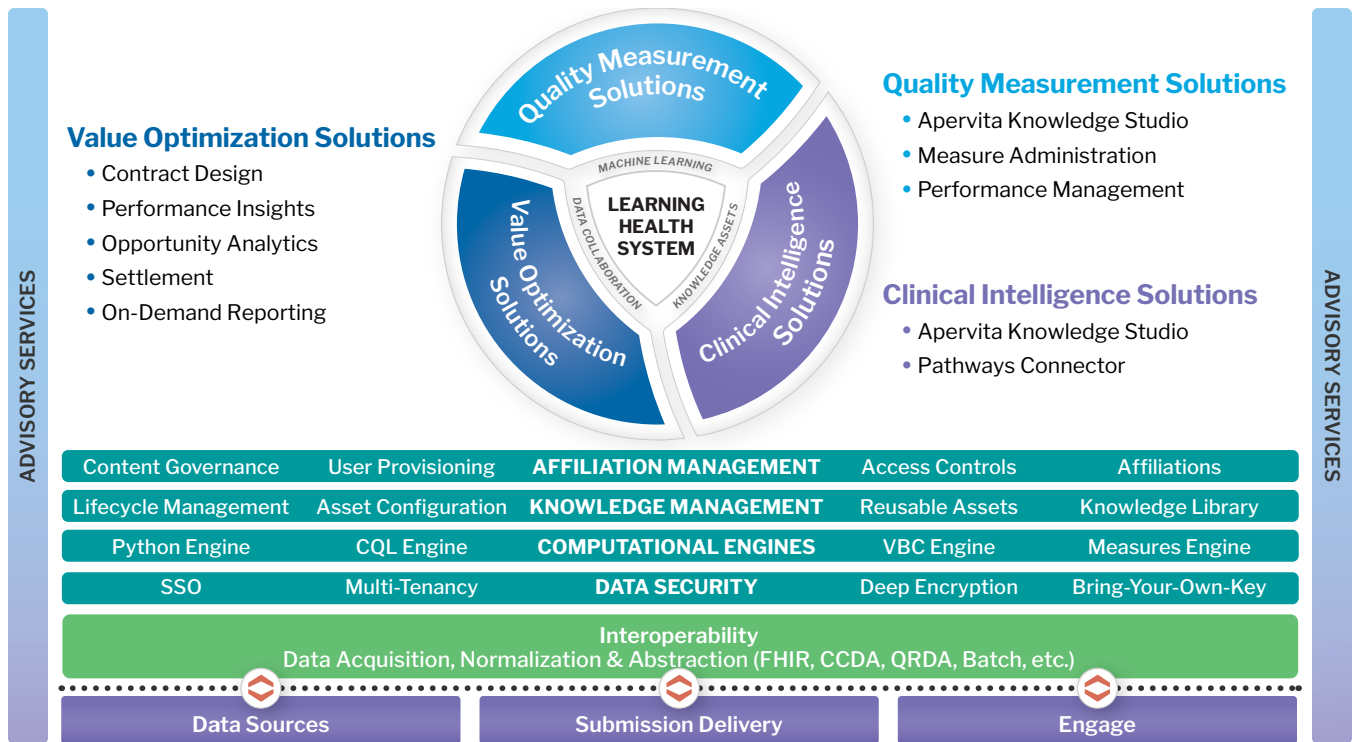 ADVISORY SERVICES
Value Optimization Solutions
• Contract Design
• Performance Insights
• Opportunity Analytics
• Settlement
• On-Demand Reporting
Quality Measurement
Solutions
Value Optimization
Solutions
Clinical Intelligence
Solutions
MACHINE LEARNING
DATA COLLABORATION
KNOWLEDGE ASSETS
LEARNING
HEALTH
SYSTEM
Quality Measurement Solutions
• Apervita Knowledge Studio
• Measure Administration
• Performance Management
Clinical Intelligence Solutions
• Apervita Knowledge Studio
• Pathways Connector
ADVISORY SERVICES
Content Governance User Provisioning AFFILIATION MANAGEMENT Access Controls Affiliations
Lifecycle Management Asset Configuration KNOWLEDGE MANAGEMENT Reusable Assets Knowledge Library
Python Engine CQL Engine COMPUTATIONAL ENGINES VBC Engine Measures Engine
SSO Multi-Tenancy DATA SECURITY Deep Encryption Bring-Your-Own-Key
Interoperability
Data Acquisition, Normalization & Abstraction (FHIR, CCDA, QRDA, Batch, etc.)
Data Sources Submission Delivery Engage